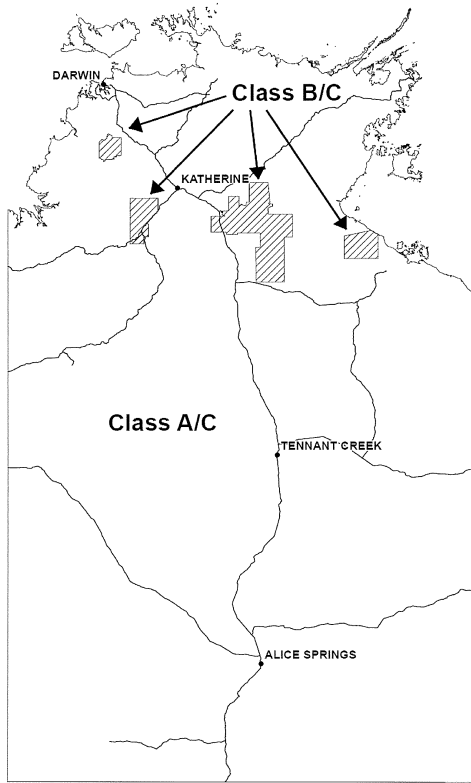 DARWIN
Class B/C
KATHERINE
Class A/C
TENNANT CREEK
ALICE SPRINGS